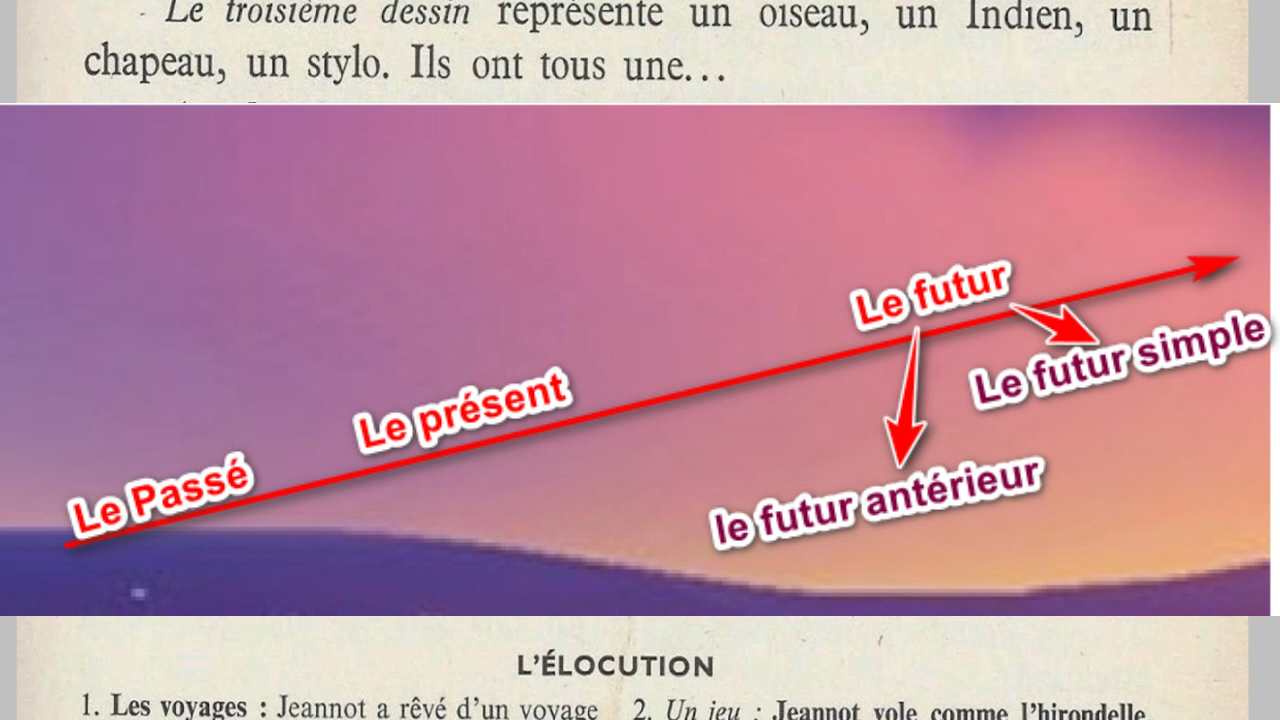 Le troisième dessin représente un oiseau, un Indien, un
chapeau, un stylo. Ils ont tous une...
Le futur
Le futur simple
Le présent
Le Passé
le futur antérieur
L'ÉLOCUTION
1. Les voyages : Jeannot a rêvé d'un voyage
2. Un jeu : Jeannot vole comme l'hirondelle,